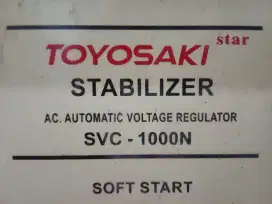 TOYOSAKI star
STABILIZER
AC. AUTOMATIC VOLTAGE REGULATOR
SVC - 1000N
SOFT START